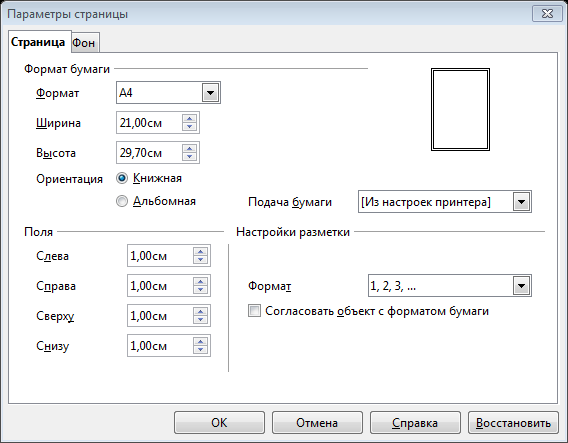 Параметры страницы
Страница Фон
Формат бумаги
Формат A4
Ширина 21,00см
Высота 29,70см
Ориентация Книжная
Альбомная Подача бумаги [Из настроек принтера]
Поля Настройки разметки
Слева 1,00см
Справа 1,00см Формат 1, 2, 3, ...
Сверху 1,00см Согласовать объект с форматом бумаги
Снизу 1,00см
ОК Отмена Справка Восстановить